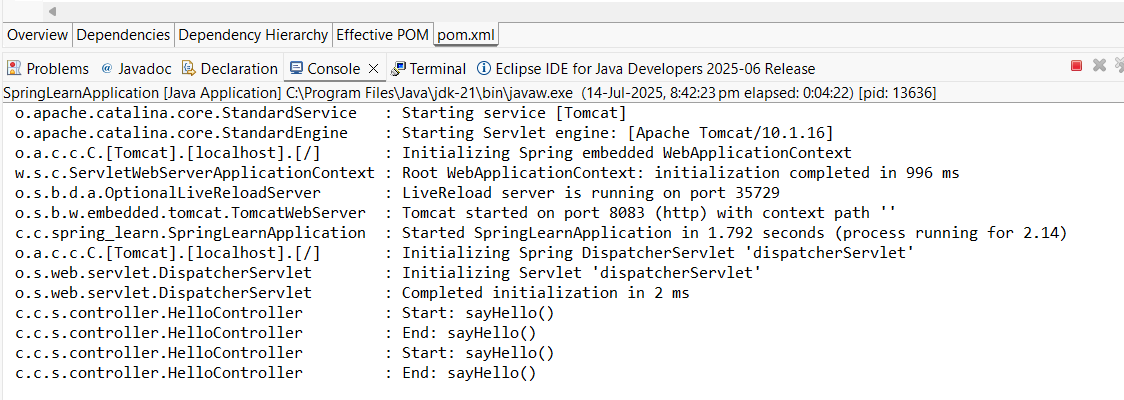 Overview Dependencies Dependency Hierarchy Effective POM pom.xml
Problems @ Javadoc Declaration Console Terminal Eclipse IDE for Java Developers 2025-06 Release
SpringLearnApplication [Java Application] C:\Program Files\Java\jdk-21\bin\javaw.exe (14-Jul-2025, 8:42:23 pm elapsed: 0:04:22) [pid: 13636]
o.apache.catalina.core.StandardService : Starting service [Tomcat]
o.apache.catalina.core.StandardEngine : Starting Servlet engine: [Apache Tomcat/10.1.16]
o.a.c.c.C.[Tomcat].[localhost].[/] : Initializing Spring embedded WebApplicationContext
w.s.c.ServletWebServerApplicationContext : Root WebApplicationContext: initialization completed in 996 ms
o.s.b.d.a.OptionalLiveReloadServer : LiveReload server is running on port 35729
o.s.b.w.embedded.tomcat.TomcatWebServer : Tomcat started on port 8083 (http) with context path ''
c.c.spring_learn.SpringLearnApplication : Started SpringLearnApplication in 1.792 seconds (process running for 2.14)
o.a.c.c.C.[Tomcat].[localhost].[/] : Initializing Spring DispatcherServlet 'dispatcherServlet'
o.s.web.servlet.DispatcherServlet : Initializing Servlet 'dispatcherServlet'
o.s.web.servlet.DispatcherServlet : Completed initialization in 2 ms
c.c.s.controller.HelloController : Start: sayHello()
c.c.s.controller.HelloController : End: sayHello()
c.c.s.controller.HelloController : Start: sayHello()
c.c.s.controller.HelloController : End: sayHello()